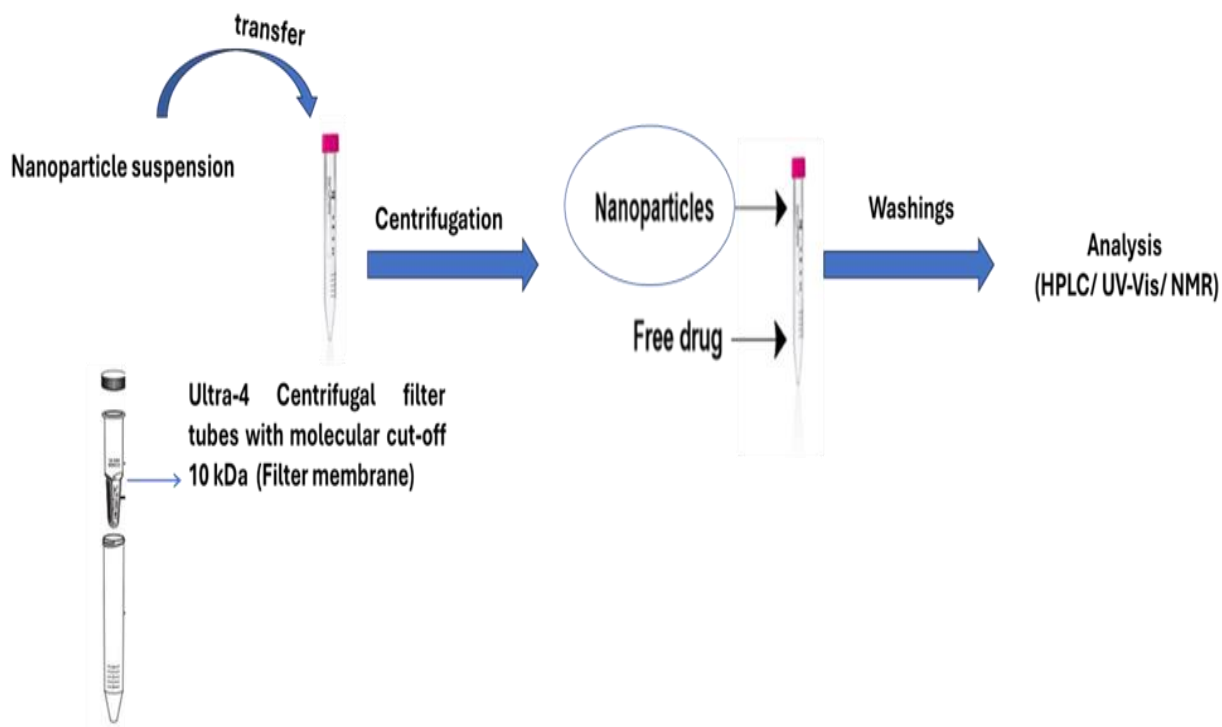 transfer
Nanoparticle suspension
Centrifugation
Nanoparticles
Free drug
Washings
Analysis
(HPLC/ UV-Vis/ NMR)
Ultra-4 Centrifugal filter
tubes with molecular cut-off
10 kDa (Filter membrane)